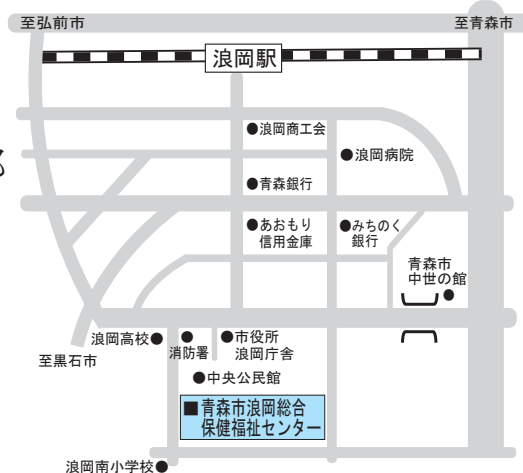 至弘前市
至青森市
浪岡駅
●浪岡商工会
●浪岡病院
●青森銀行
●あおもり
信用金庫
●みちのく
銀行
青森市
中世の館
●
浪岡高校●
●
消防署
●市役所
浪岡庁舎
至黒石市
●中央公民館
■青森市浪岡総合
保健福祉センター
浪岡南小学校●